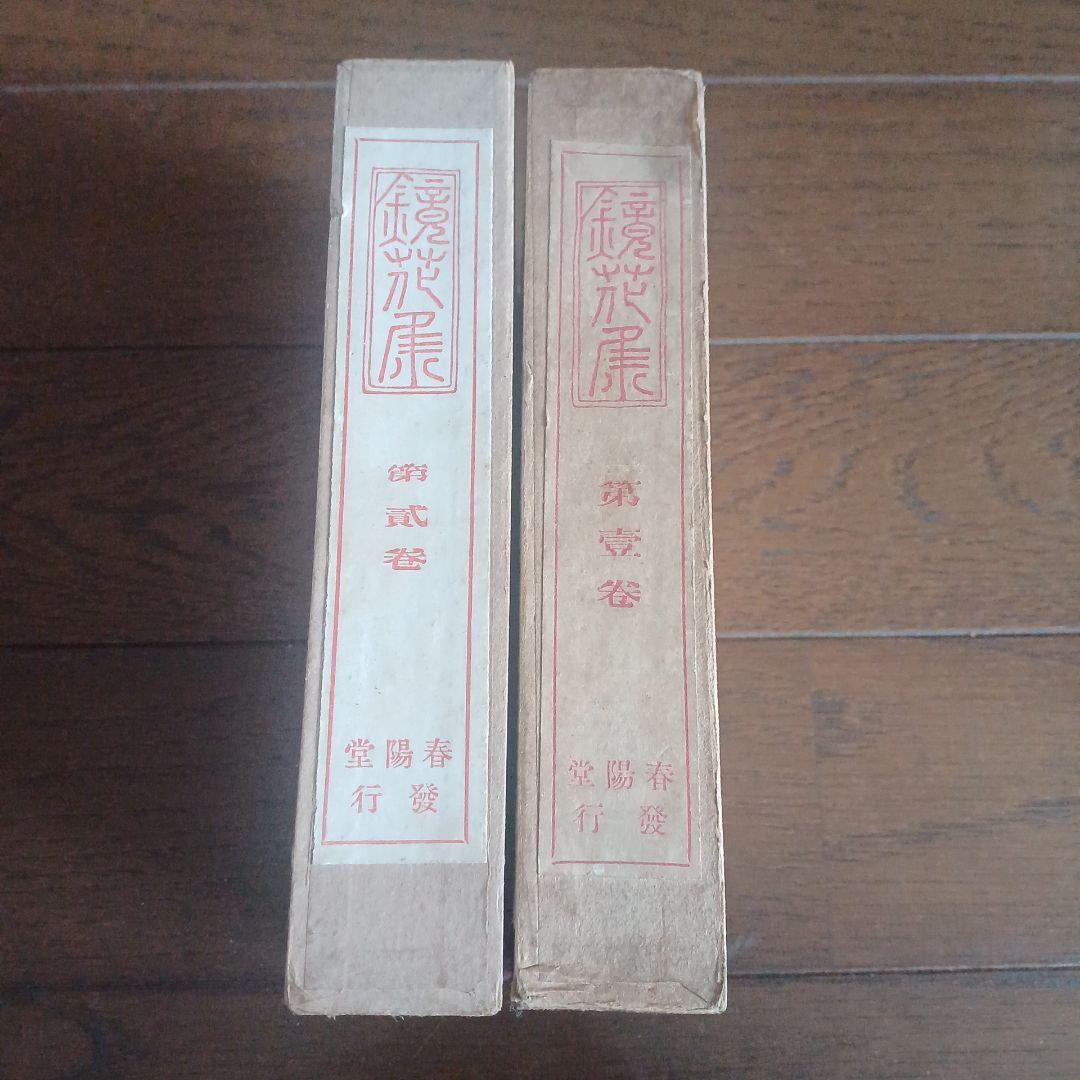 鏡花集
第壹卷
春陽堂
發行
鏡花集
第貳卷
春陽堂
發行